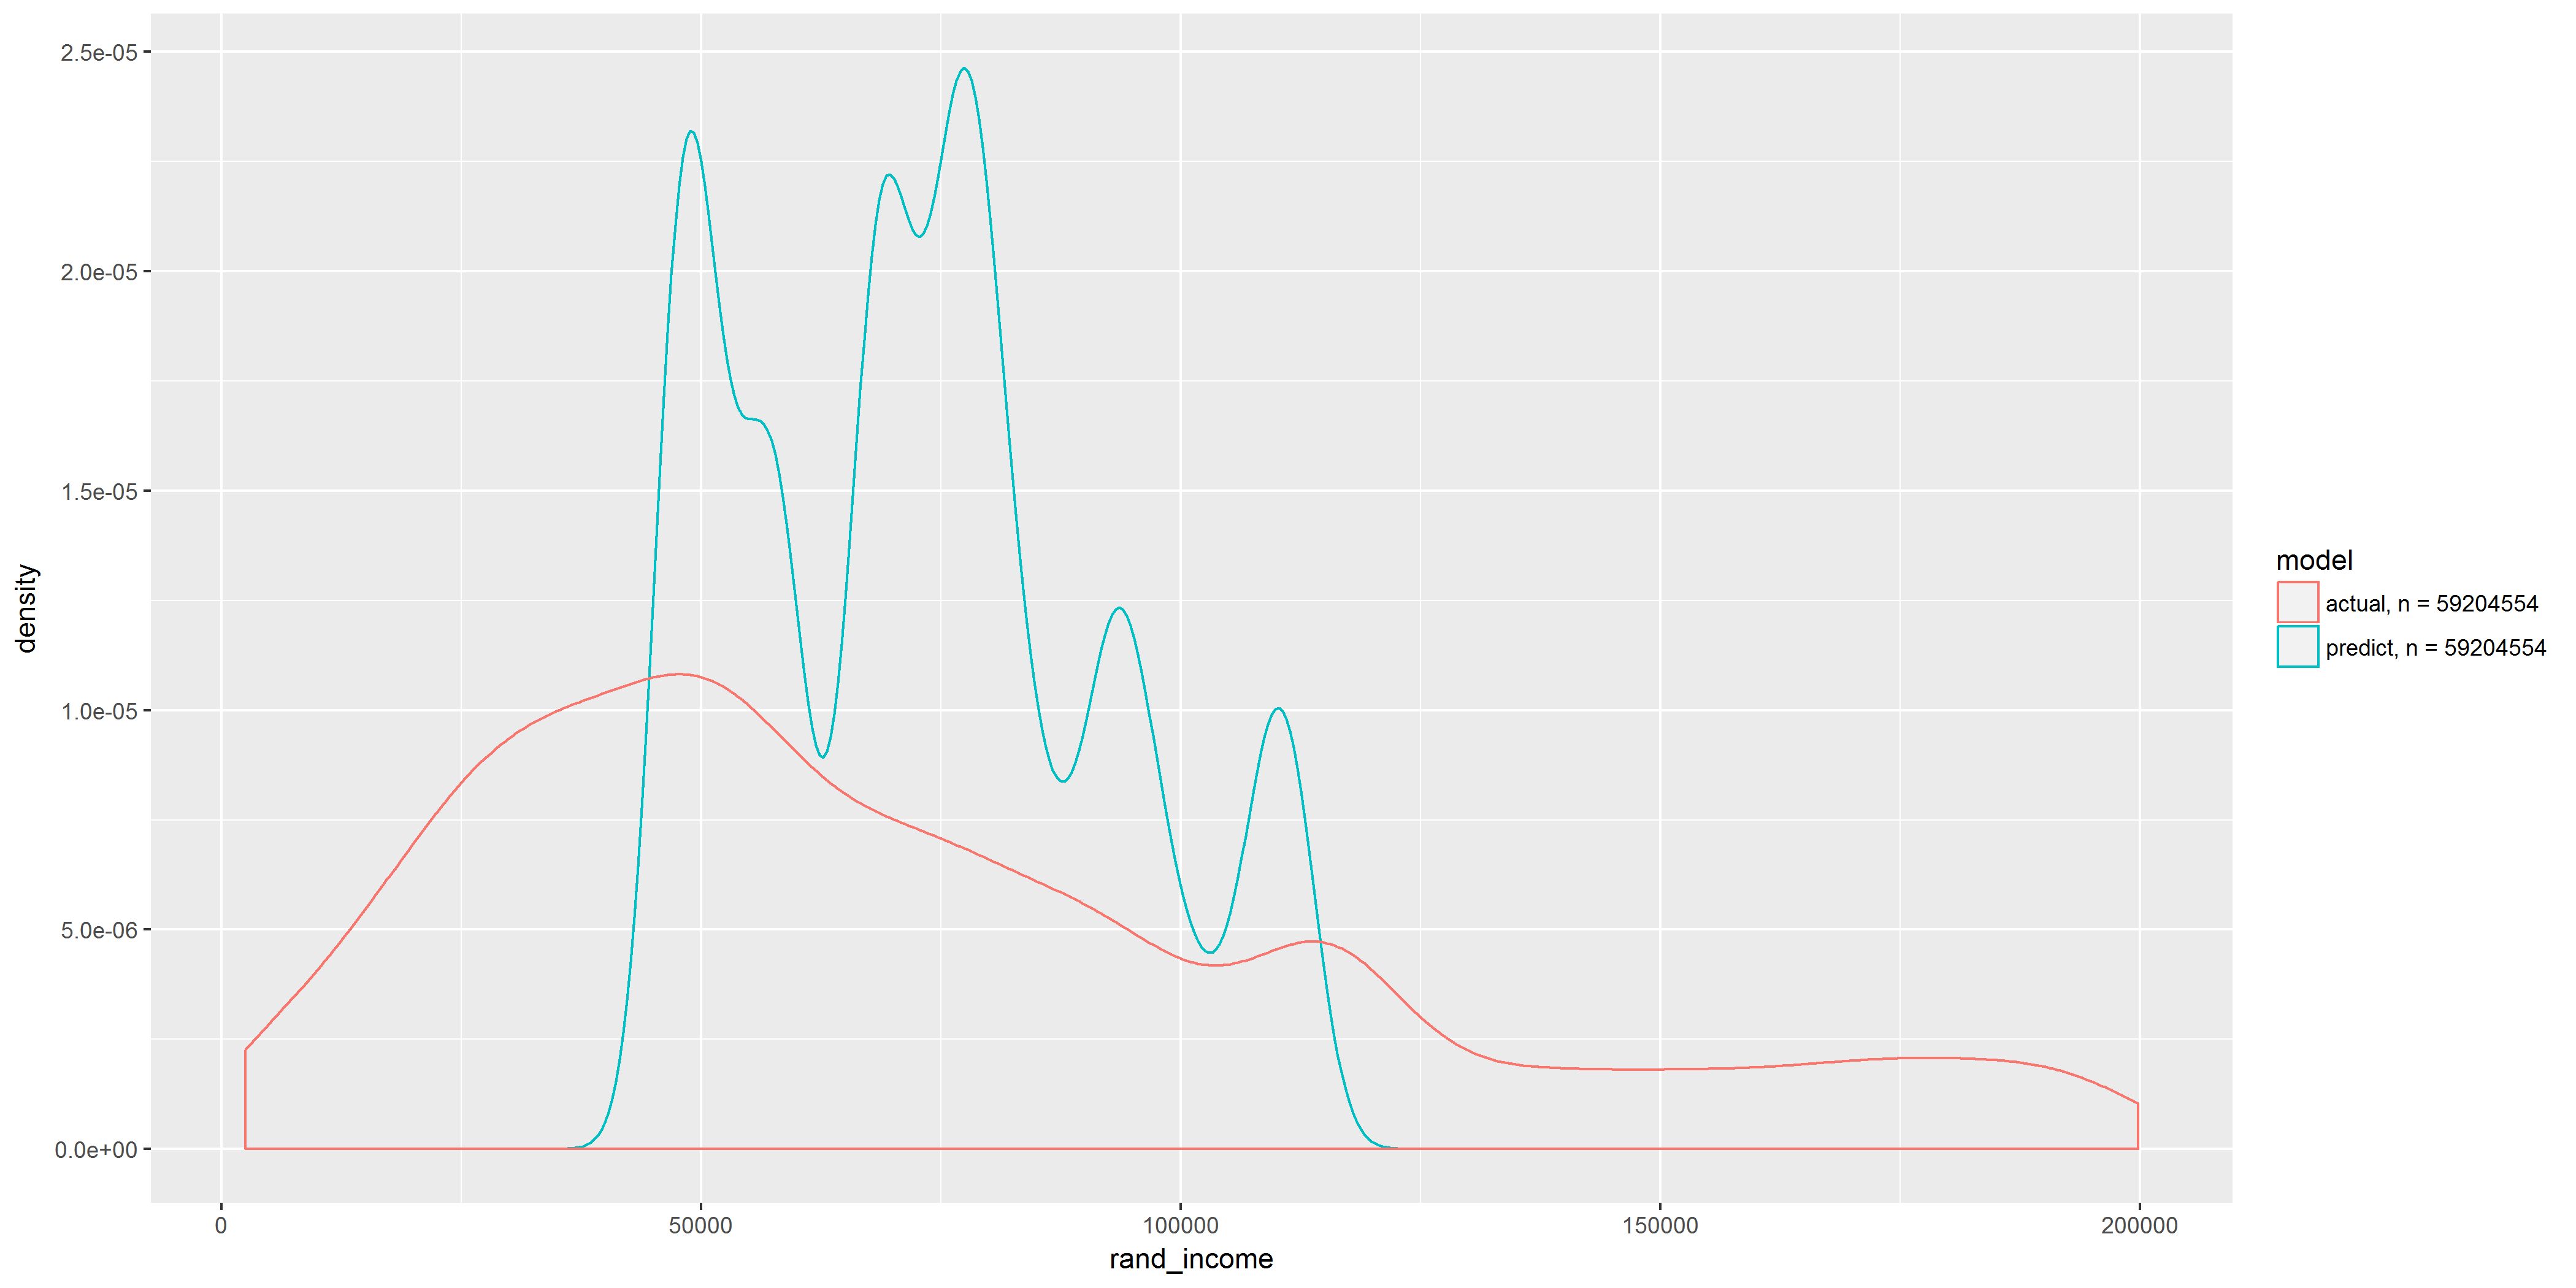 2.5e-05
2.0e-05
1.5e-05
1.0e-05
5.0e-06
0.0e+00
density
0 50000 100000 150000 200000
rand_income
model
actual, n = 59204554
predict, n = 59204554